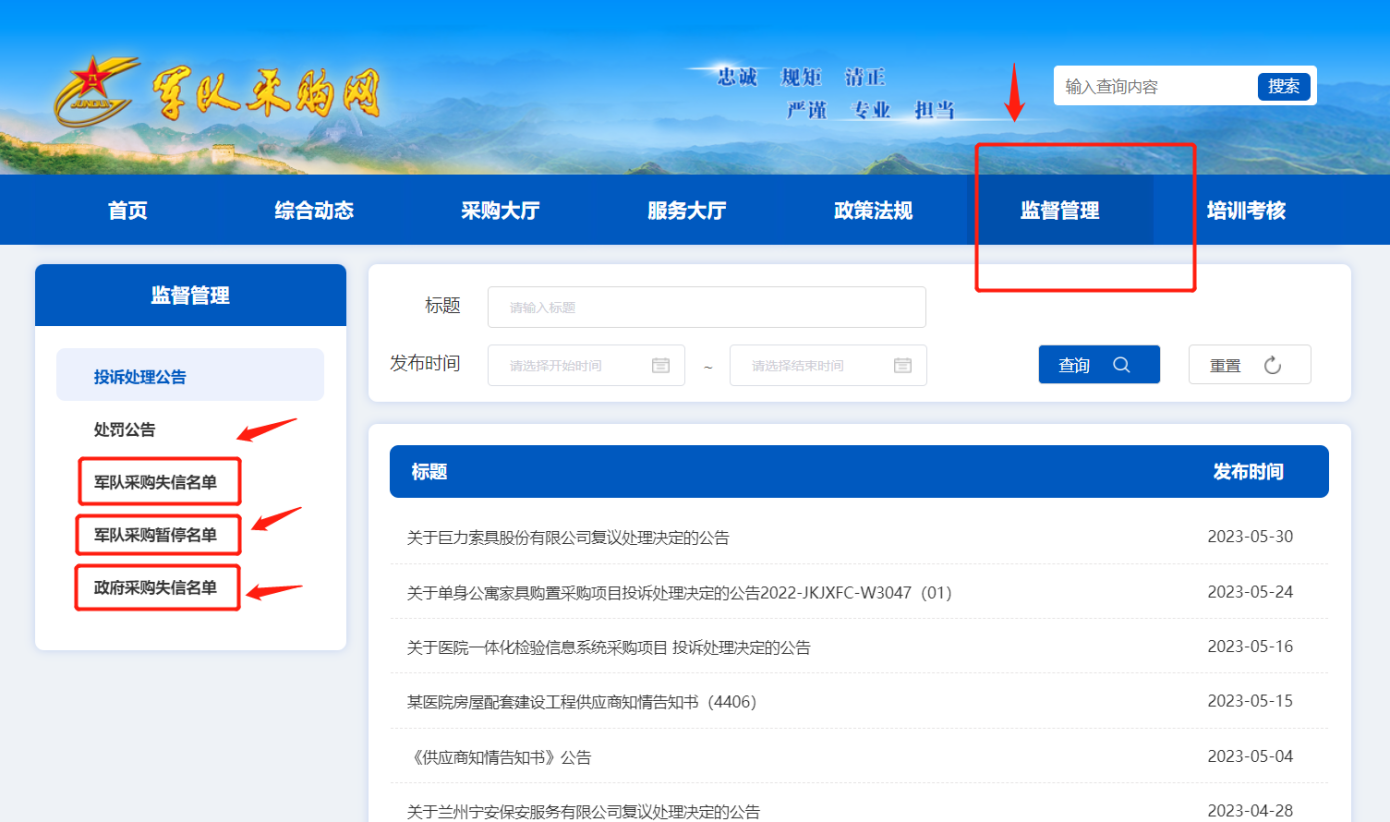 军队采购网
忠诚 规矩 清正
严谨 专业 担当
输入查询内容 搜索
首页 综合动态 采购大厅 服务大厅 政策法规 监督管理 培训考核
监督管理
投诉处理公告
处罚公告
军队采购失信名单
军队采购暂停名单
政府采购失信名单
标题 请输入标题
发布时间 请选择开始时间 ~ 请选择结束时间 查询 重置
标题 发布时间
关于巨力索具股份有限公司复议处理决定的公告 2023-05-30
关于单身公寓家具购置采购项目投诉处理决定的公告2022-JKJXFC-W3047（01） 2023-05-24
关于医院一体化检验信息系统采购项目 投诉处理决定的公告 2023-05-16
某医院房屋配套建设工程供应商知情告知书（4406） 2023-05-15
《供应商知情告知书》公告 2023-05-04
关于兰州宁安保安服务有限公司复议处理决定的公告 2023-04-28